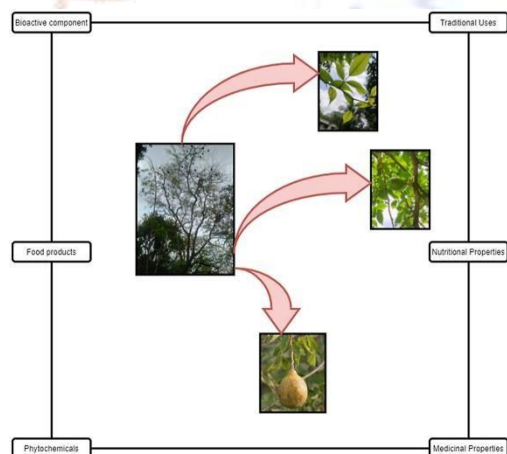 Bioactive component
Traditional Uses
Food products
Nutritional Properties
Phytochemicals
Medicinal Properties